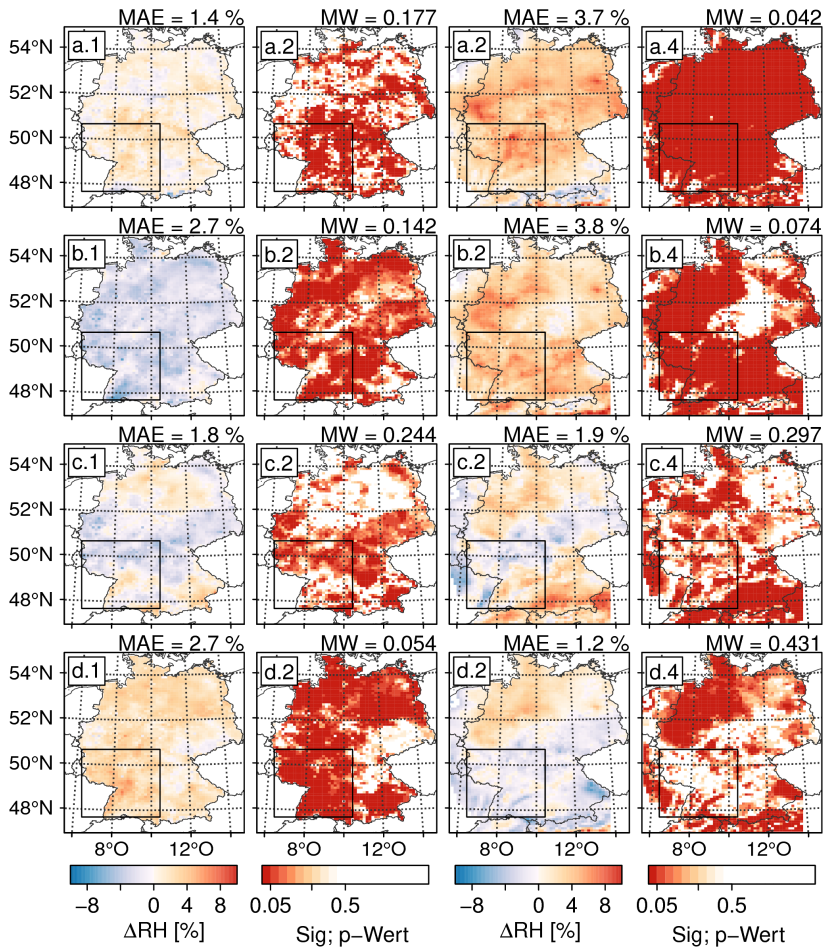 MAE = 1.4 % MW = 0.177 MAE = 3.7 % MW = 0.042
a.1 a.2 a.2 a.4
54°N
52°N
50°N
48°N
MAE = 2.7 % MW = 0.142 MAE = 3.8 % MW = 0.074
b.1 b.2 b.2 b.4
54°N
52°N
50°N
48°N
MAE = 1.8 % MW = 0.244 MAE = 1.9 % MW = 0.297
c.1 c.2 c.2 c.4
54°N
52°N
50°N
48°N
MAE = 2.7 % MW = 0.054 MAE = 1.2 % MW = 0.431
d.1 d.2 d.2 d.4
54°N
52°N
50°N
48°N
8°O 12°O 8°O 12°O 8°O 12°O 8°O 12°O
−8 −4 0 4 8 0.05 0.5 −8 −4 0 4 8 0.05 0.5
ΔRH [%] Sig; p−Wert ΔRH [%] Sig; p−Wert